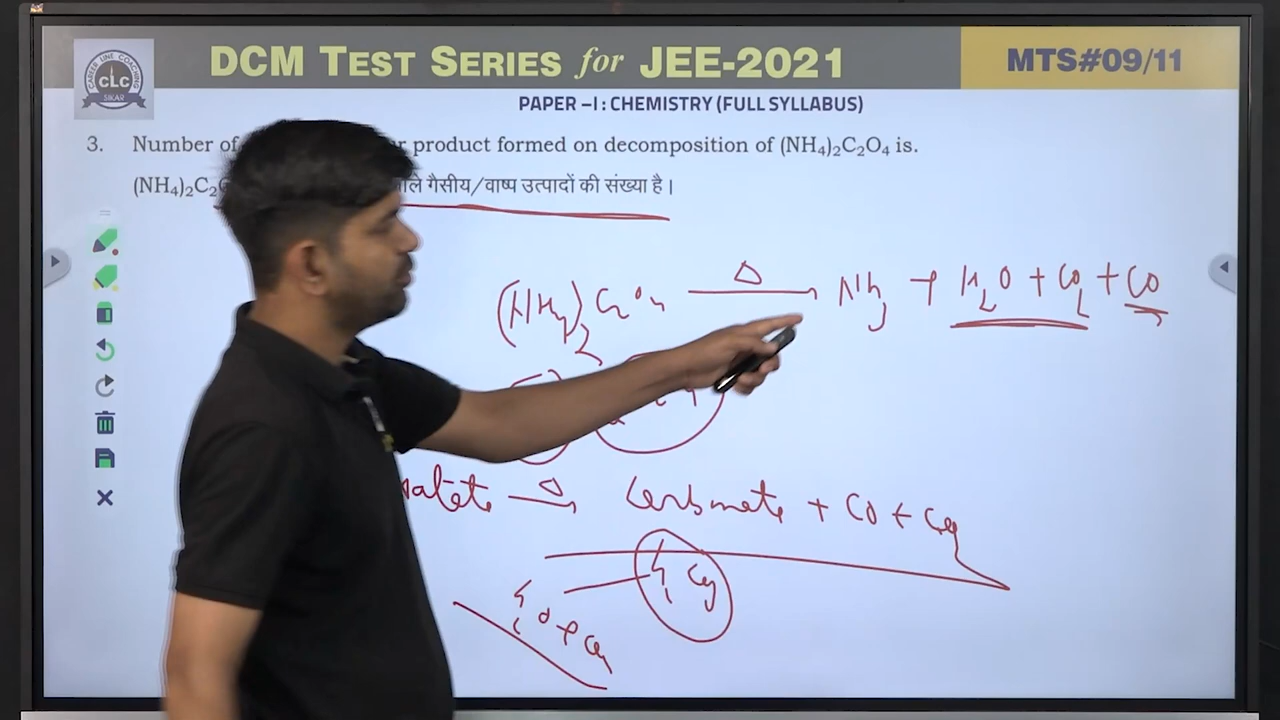 CAREER LINE COACHING
CLC
SIKAR
DCM TEST SERIES for JEE-2021
MTS#09/11
PAPER –I : CHEMISTRY (FULL SYLLABUS)
3. Number of product formed on decomposition of (NH₄)₂C₂O₄ is.
(NH₄)₂C₂ वाले गैसीय/वाष्प उत्पादों की संख्या है।
(NH₄)₂C₂O₄ Δ NH₃ + H₂O + CO₂ + CO
Δ Carbonate + CO + CO₂